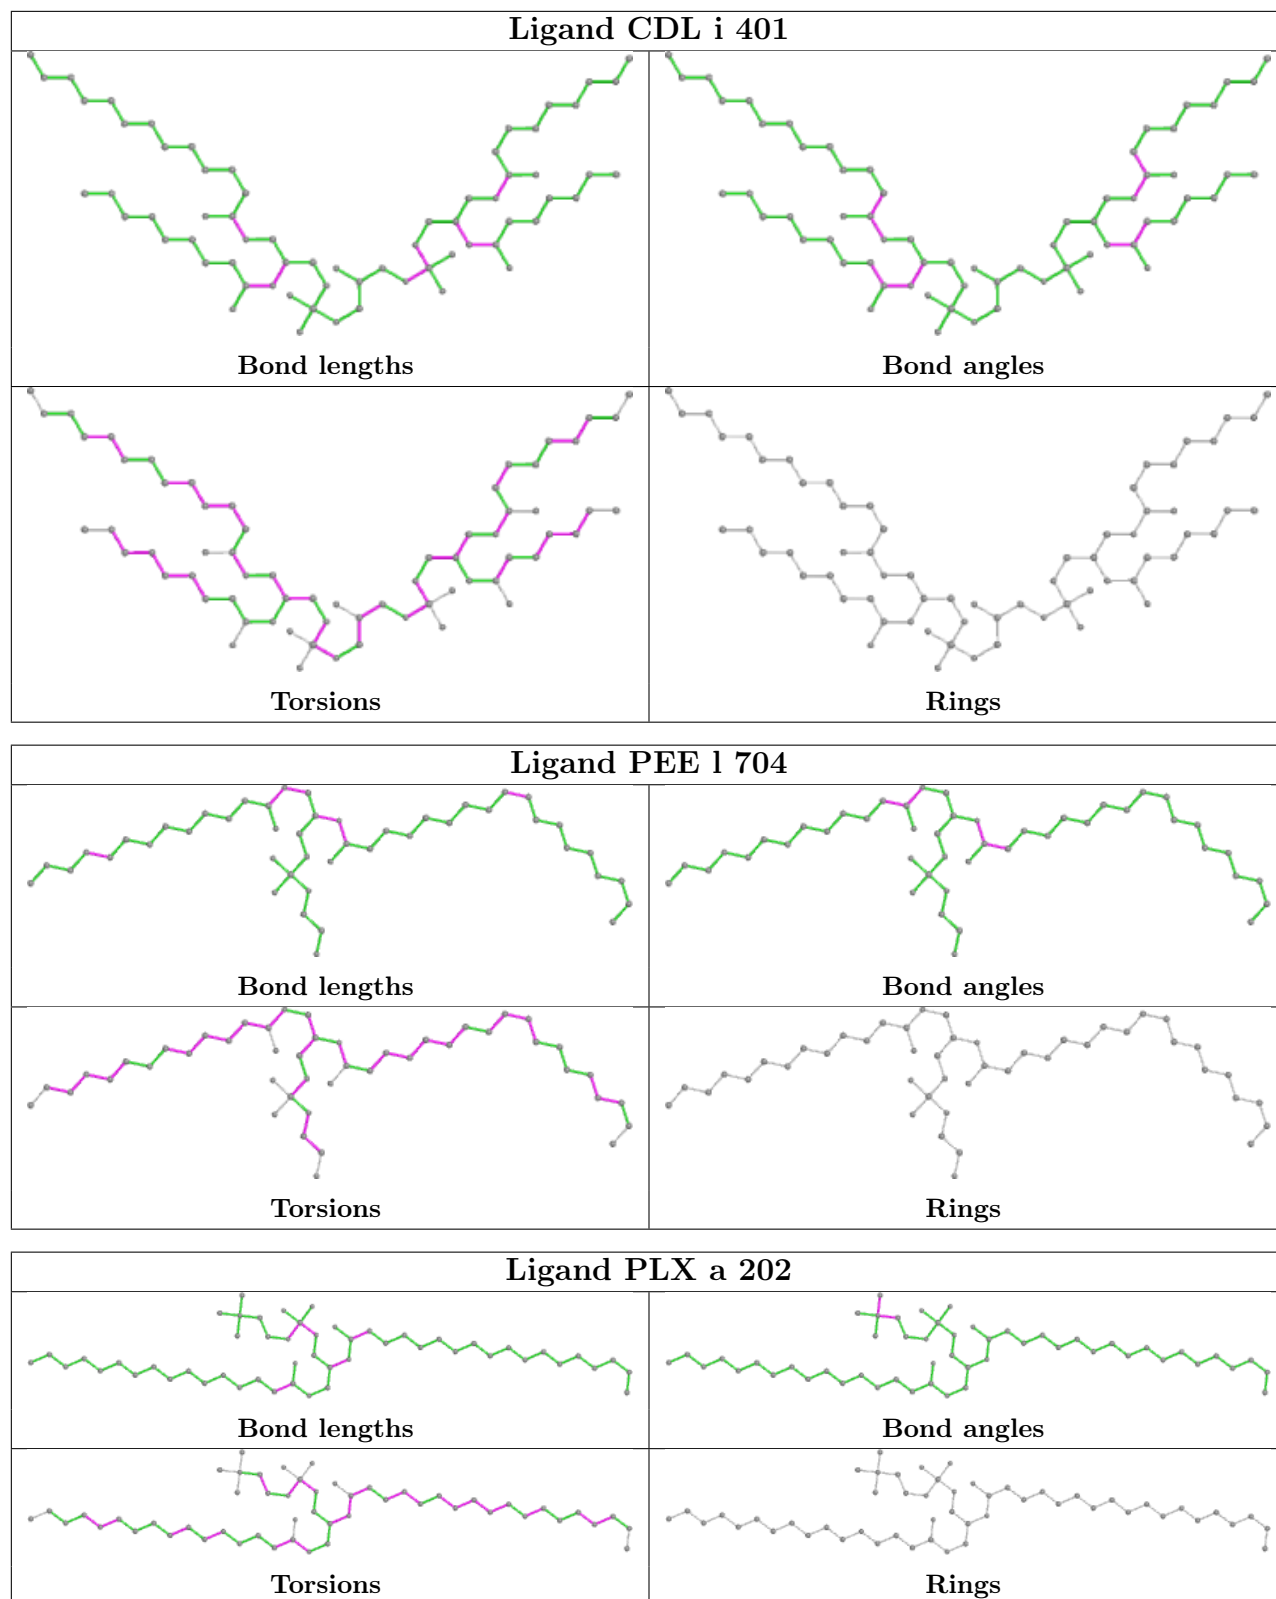 Ligand CDL i 401
Bond lengths
Bond angles
Torsions
Rings
Ligand PEE l 704
Bond lengths
Bond angles
Torsions
Rings
Ligand PLX a 202
Bond lengths
Bond angles
Torsions
Rings